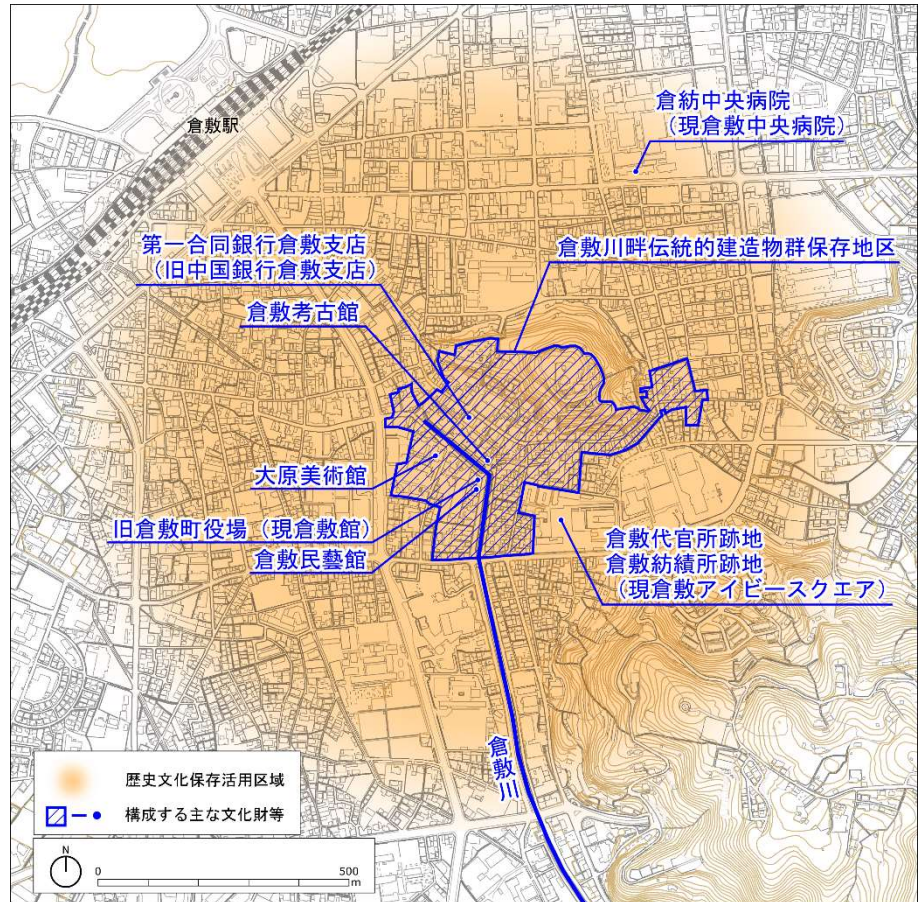 倉敷駅
倉紡中央病院
（現倉敷中央病院）
第一合同銀行倉敷支店
（旧中国銀行倉敷支店）
倉敷川畔伝統的建造物群保存地区
倉敷考古館
大原美術館
旧倉敷町役場（現倉敷館）
倉敷民藝館
倉敷代官所跡地
倉敷紡績所跡地
（現倉敷アイビースクエア）
倉敷川
歴史文化保存活用区域
構成する主な文化財等
N
0
500
m